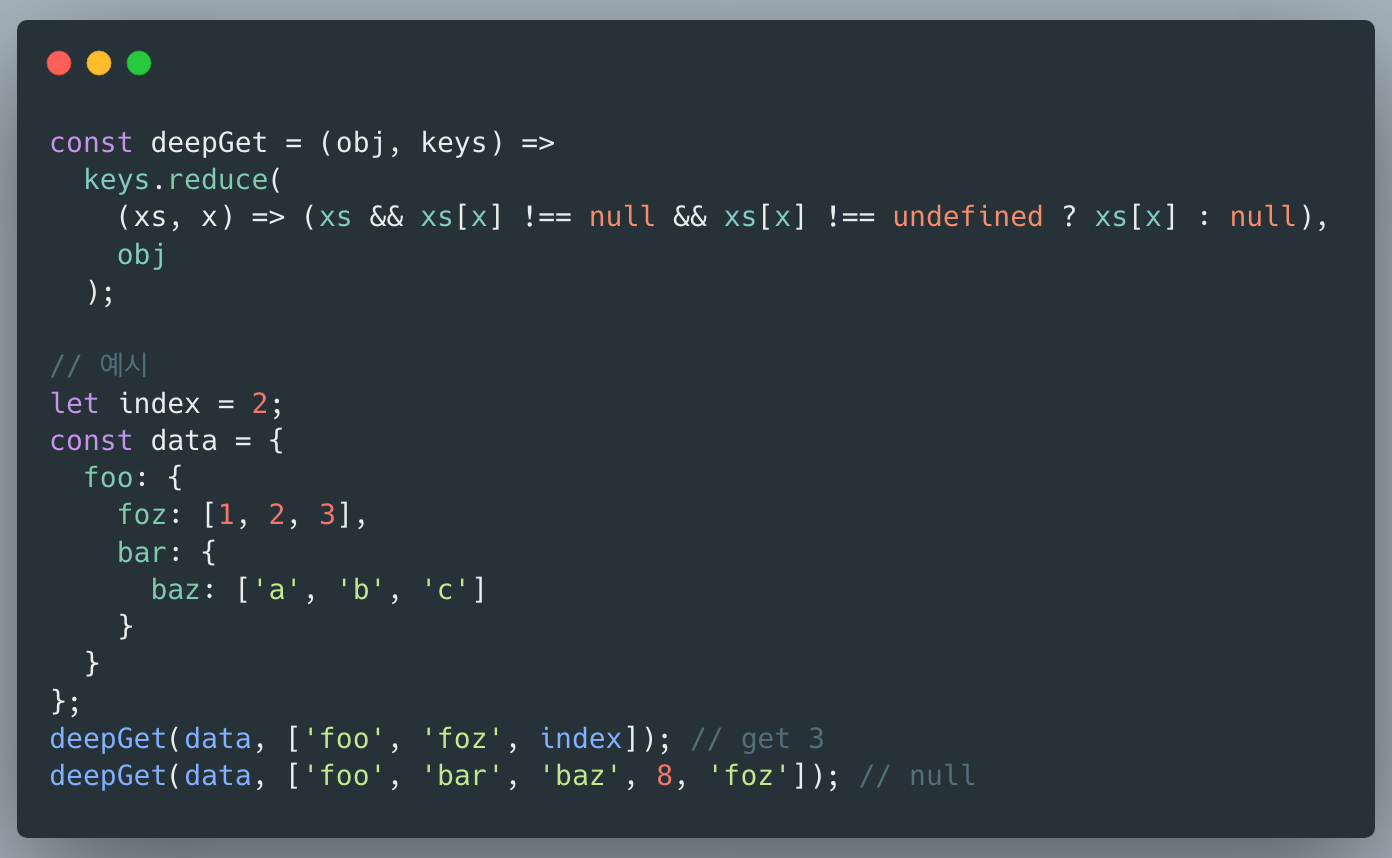 const deepGet = (obj, keys) =>
  keys.reduce(
    (xs, x) => (xs && xs[x] !== null && xs[x] !== undefined ? xs[x] : null),
    obj
  );

// 예시
let index = 2;
const data = {
  foo: {
    foz: [1, 2, 3],
    bar: {
      baz: ['a', 'b', 'c']
    }
  }
};
deepGet(data, ['foo', 'foz', index]); // get 3
deepGet(data, ['foo', 'bar', 'baz', 8, 'foz']); // null